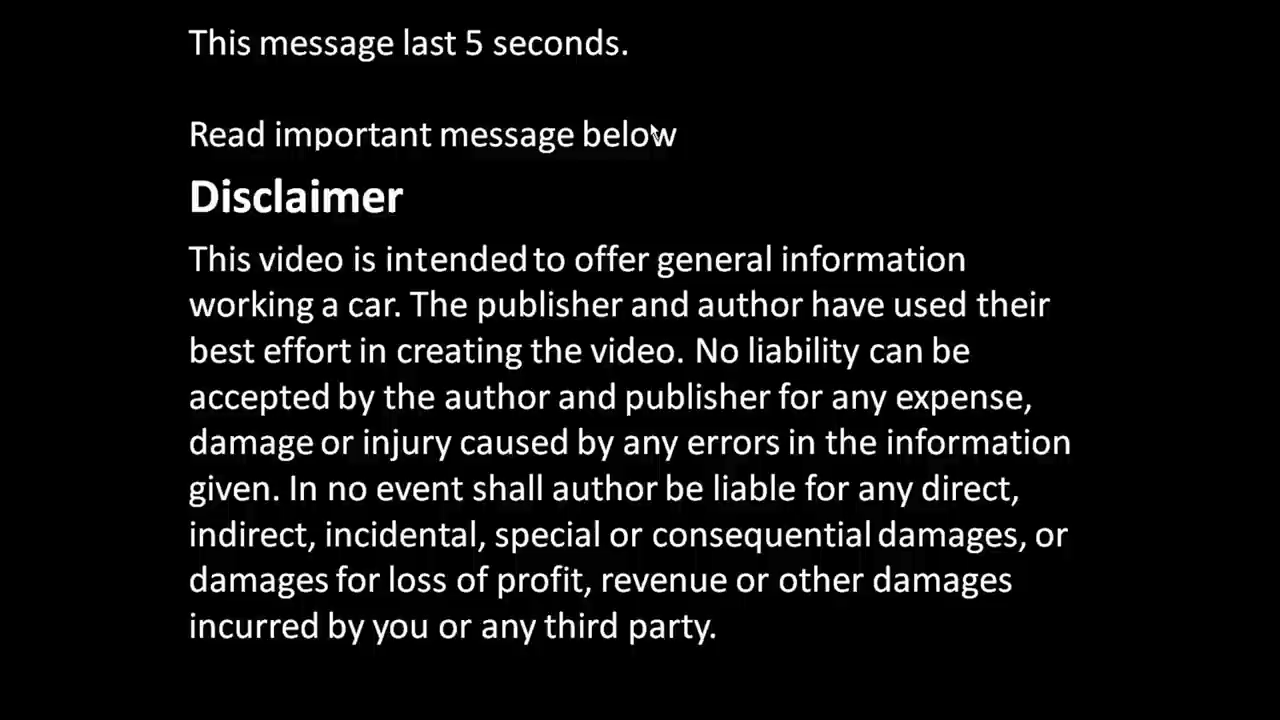 This message last 5 seconds.
Read important message below
Disclaimer
This video is intended to offer general information
working a car. The publisher and author have used their
best effort in creating the video. No liability can be
accepted by the author and publisher for any expense,
damage or injury caused by any errors in the information
given. In no event shall author be liable for any direct,
indirect, incidental, special or consequential damages, or
damages for loss of profit, revenue or other damages
incurred by you or any third party.